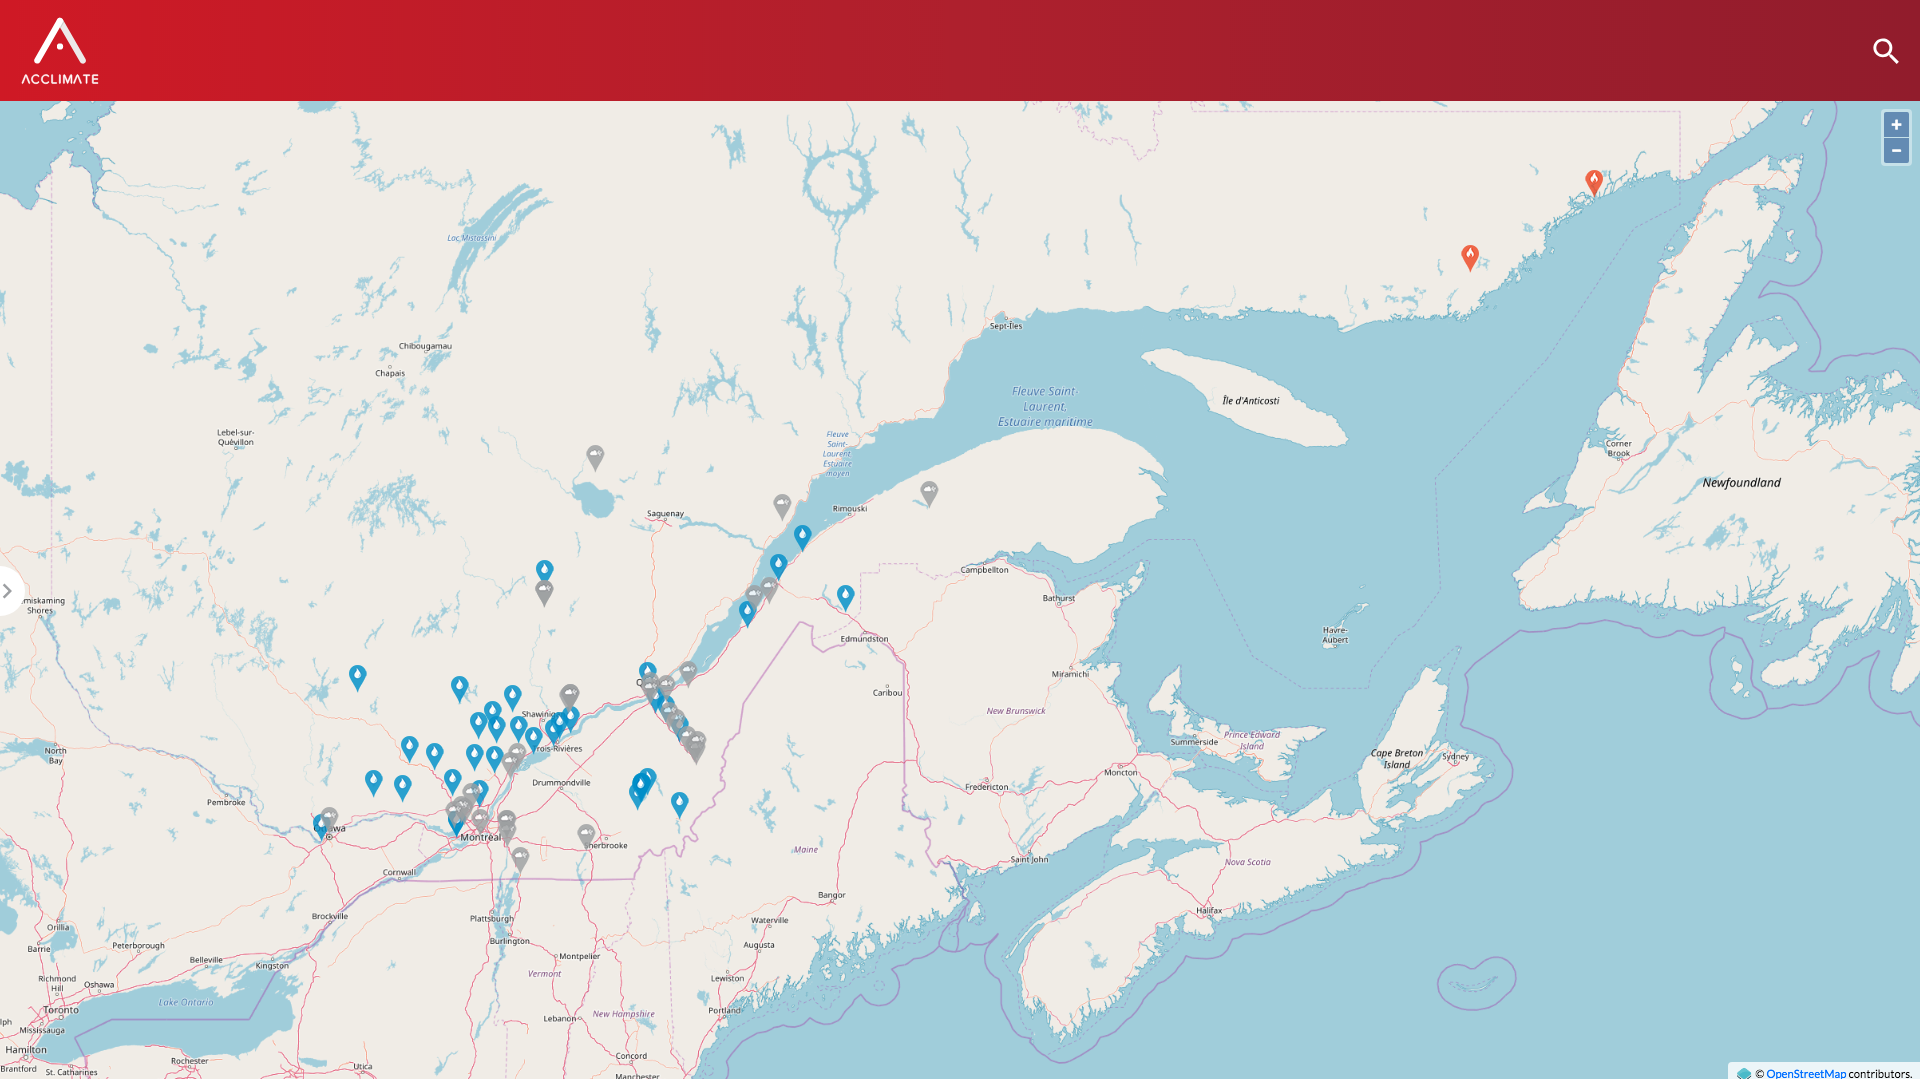 ACCLIMATE
+
−
Lac Mistassini
Sept-Îles
Chibougamau
Chapais
Fleuve Saint-
Laurent,
Estuaire maritime
Île d'Anticosti
Lebel-sur-
Quévillon
Fleuve
Saint-
Laurent
Estuaire
moyen
Corner
Brook
Newfoundland
Saguenay
Rimouski
Campbellton
Bathurst
miskaming
Shores
Edmundston
Havre-
Aubert
Miramichi
Caribou
New Brunswick
Shawini
Trois-Rivières
Summerside
Prince Edward
Island
Cape Breton
Island
Sydney
North
Bay
Moncton
Drummondville
Fredericton
Pembroke
Montréal
herbrooke
Maine
Saint John
Nova Scotia
Cornwall
Bangor
Brockville
Plattsburgh
Halifax
Waterville
Orillia
Burlington
Augusta
Barrie
Peterborough
Belleville
Kingston
Montpelier
Vermont
Lewiston
Richmond
Hill
Oshawa
Lake Ontario
Toronto
Portland
New Hampshire
Lebanon
lph
Mississauga
Hamilton
Concord
Rochester
Utica
Brantford
St. Catharines
Manchester
© OpenStreetMap contributors.